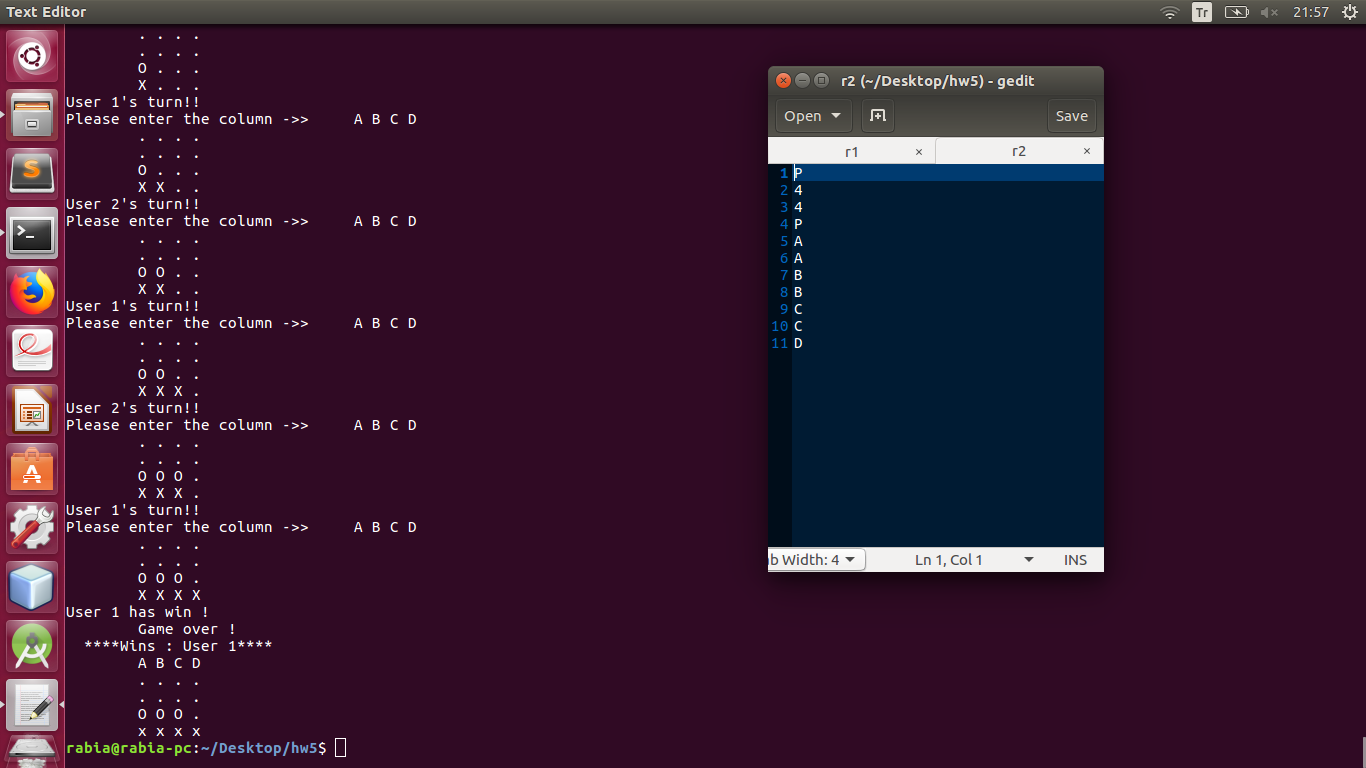 Text Editor
Tr
21:57
. . . .
. . . .
O . . .
X . . .
User 1's turn!!
Please enter the column ->>     A B C D
. . . .
. . . .
O . . .
X X . .
User 2's turn!!
Please enter the column ->>     A B C D
. . . .
. . . .
O O . .
X X . .
User 1's turn!!
Please enter the column ->>     A B C D
. . . .
. . . .
O O . .
X X X .
User 2's turn!!
Please enter the column ->>     A B C D
. . . .
. . . .
O O O .
X X X .
User 1's turn!!
Please enter the column ->>     A B C D
. . . .
. . . .
O O O .
X X X X
User 1 has win !
Game over !
****Wins : User 1****
A B C D
. . . .
. . . .
O O O .
x x x x
rabia@rabia-pc:~/Desktop/hw5$
r2 (~/Desktop/hw5) - gedit
Open
Save
r1 ×
r2 ×
1 P
2 4
3 4
4 P
5 A
6 A
7 B
8 B
9 C
10 C
11 D
Width: 4
Ln 1, Col 1
INS